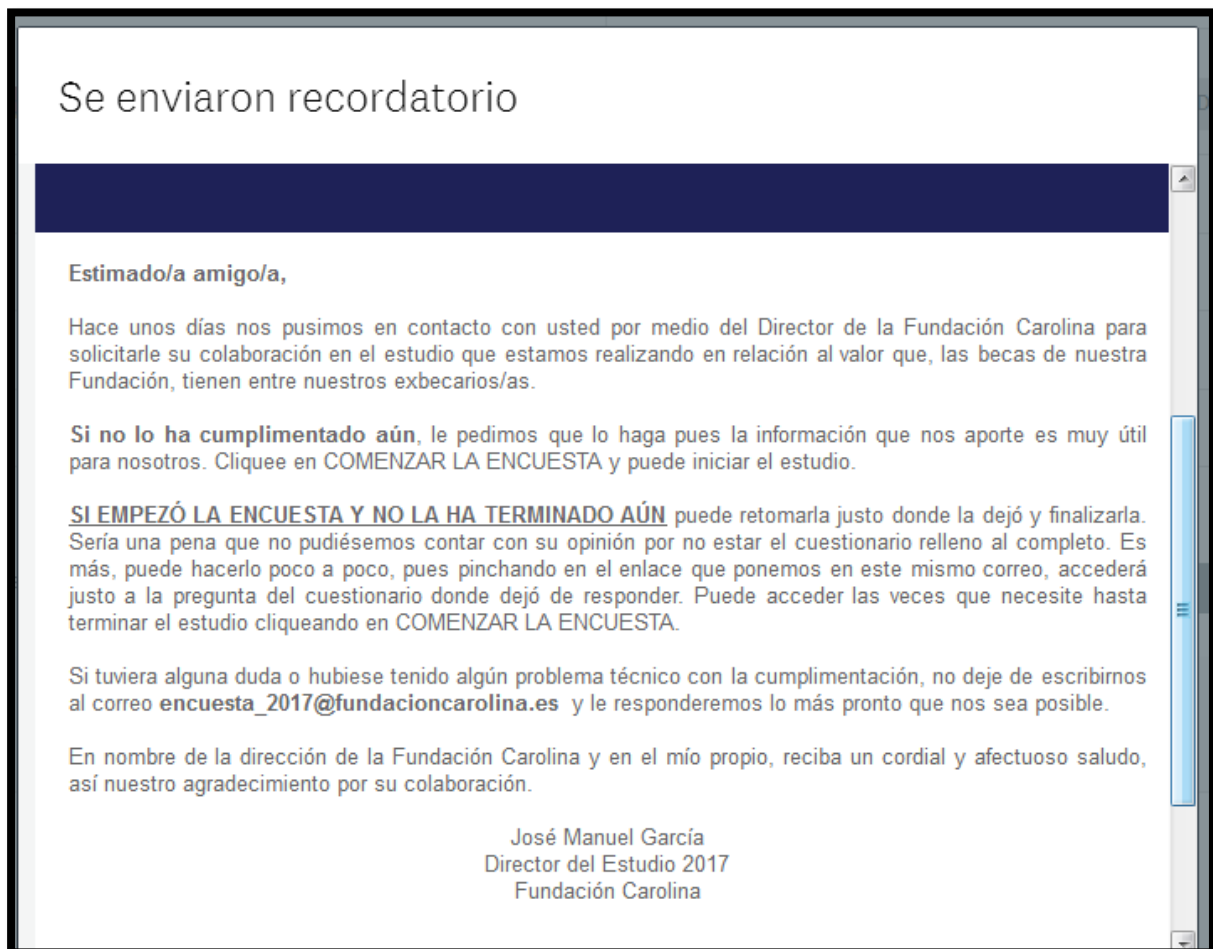 Se enviaron recordatorio
Estimado/a amigo/a,
Hace unos días nos pusimos en contacto con usted por medio del Director de la Fundación Carolina para
solicitarle su colaboración en el estudio que estamos realizando en relación al valor que, las becas de nuestra
Fundación, tienen entre nuestros exbecarios/as.
Si no lo ha cumplimentado aún, le pedimos que lo haga pues la información que nos aporte es muy útil
para nosotros. Cliquee en COMENZAR LA ENCUESTA y puede iniciar el estudio.
SI EMPEZÓ LA ENCUESTA Y NO LA HA TERMINADO AÚN puede retomarla justo donde la dejó y finalizarla.
Sería una pena que no pudiésemos contar con su opinión por no estar el cuestionario relleno al completo. Es
más, puede hacerlo poco a poco, pues pinchando en el enlace que ponemos en este mismo correo, accederá
justo a la pregunta del cuestionario donde dejó de responder. Puede acceder las veces que necesite hasta
terminar el estudio cliqueando en COMENZAR LA ENCUESTA.
Si tuviera alguna duda o hubiese tenido algún problema técnico con la cumplimentación, no deje de escribirnos
al correo encuesta_2017@fundacioncarolina.es y le responderemos lo más pronto que nos sea posible.
En nombre de la dirección de la Fundación Carolina y en el mío propio, reciba un cordial y afectuoso saludo,
así nuestro agradecimiento por su colaboración.
José Manuel García
Director del Estudio 2017
Fundación Carolina